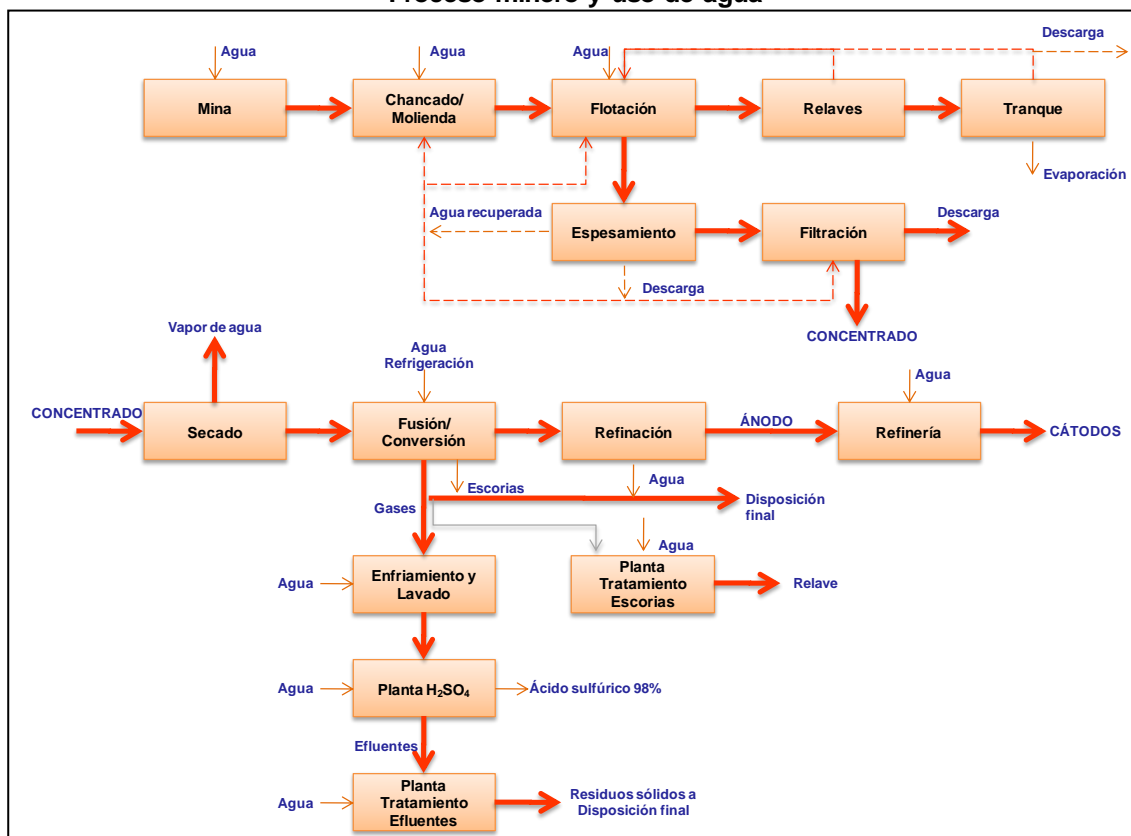 Proceso minero y uso de agua
Agua
Agua
Agua
Descarga
Mina
Chancado/
Molienda
Flotación
Relaves
Tranque
Evaporación
Agua recuperada
Espesamiento
Filtración
Descarga
Descarga
CONCENTRADO
Vapor de agua
Agua
Refrigeración
Agua
CONCENTRADO
Secado
Fusión/
Conversión
Refinación
ÁNODO
Refinería
CÁTODOS
Escorias
Agua
Gases
Disposición
final
Agua
Agua
Enfriamiento y
Lavado
Planta
Tratamiento
Escorias
Relave
Agua
Planta H₂SO₄
Ácido sulfúrico 98%
Efluentes
Agua
Planta
Tratamiento
Efluentes
Residuos sólidos a
Disposición final